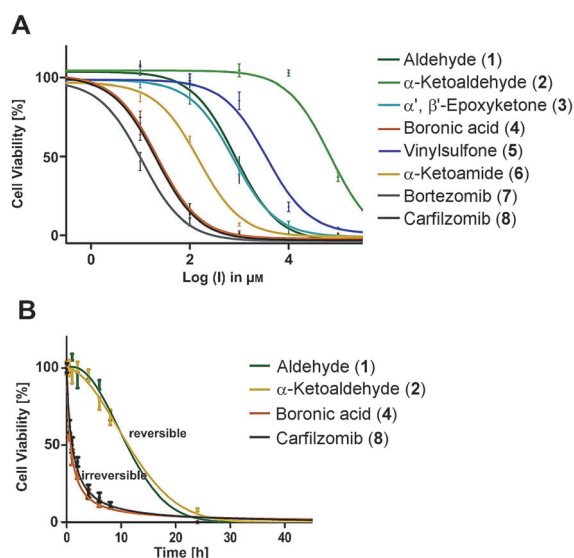 A
Cell Viability [%]
100
50
0
0
2
4
Log (I) in µM
Aldehyde (1)
α-Ketoaldehyde (2)
α', β'-Epoxyketone (3)
Boronic acid (4)
Vinylsulfone (5)
α-Ketoamide (6)
Bortezomib (7)
Carfilzomib (8)
B
Cell Viability [%]
100
50
0
reversible
irreversible
0
10
20
30
40
Time [h]
Aldehyde (1)
α-Ketoaldehyde (2)
Boronic acid (4)
Carfilzomib (8)